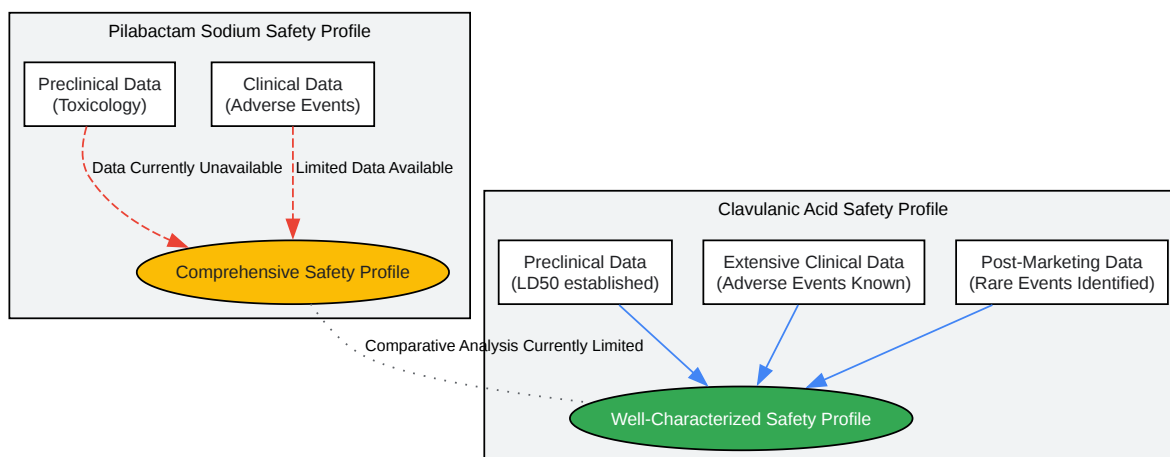 Pilabactam Sodium Safety Profile
Preclinical Data
(Toxicology)
Clinical Data
(Adverse Events)
Data Currently Unavailable
Limited Data Available
Comprehensive Safety Profile
Clavulanic Acid Safety Profile
Preclinical Data
(LD50 established)
Extensive Clinical Data
(Adverse Events Known)
Post-Marketing Data
(Rare Events Identified)
Comparative Analysis Currently Limited
Well-Characterized Safety Profile